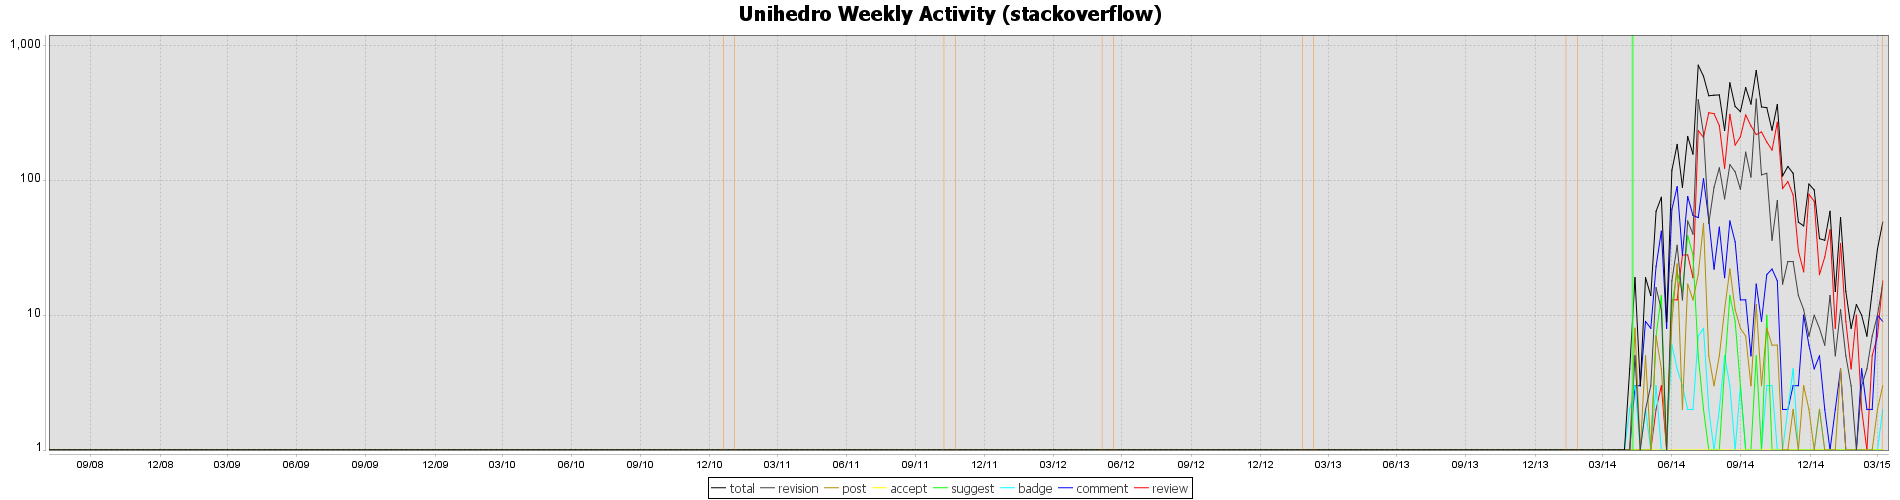 Unihedro Weekly Activity (stackoverflow)
1,000
100
10
1
09/08 12/08 03/09 06/09 09/09 12/09 03/10 06/10 09/10 12/10 03/11 06/11 09/11 12/11 03/12 06/12 09/12 12/12 03/13 06/13 09/13 12/13 03/14 06/14 09/14 12/14 03/15
total revision post accept suggest badge comment review